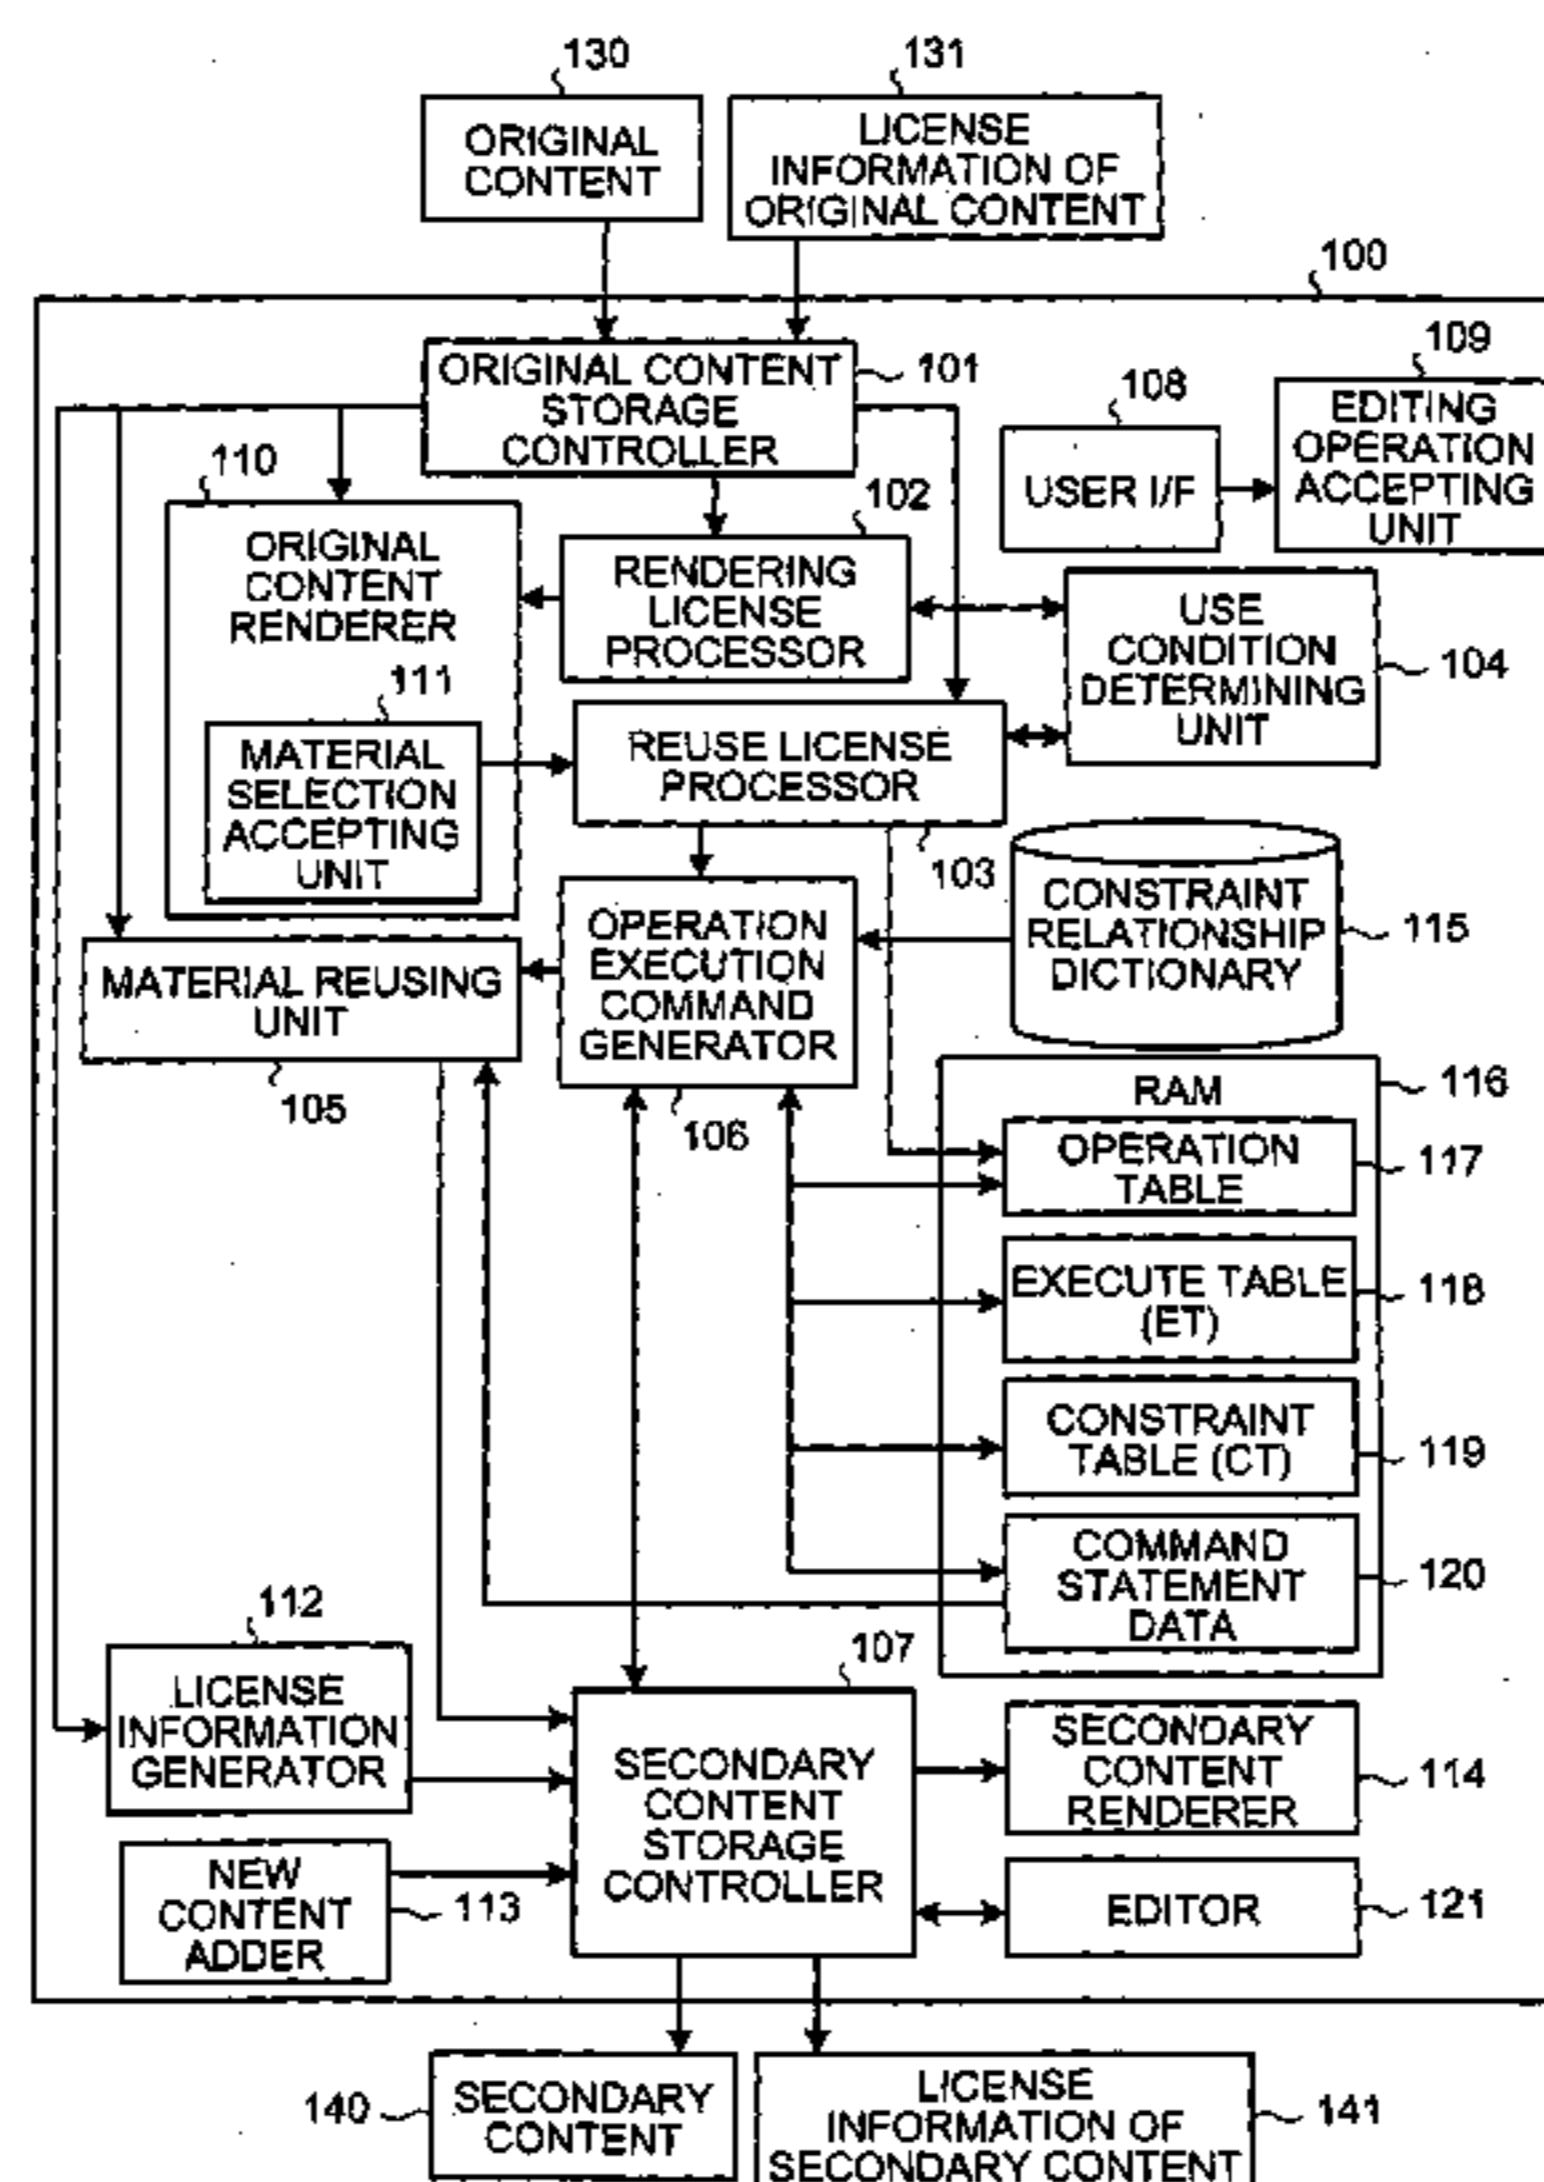 130
131
ORIGINAL
CONTENT
LICENSE
INFORMATION OF
ORIGINAL CONTENT
100
109
ORIGINAL CONTENT
STORAGE
CONTROLLER
101
108
EDITING
OPERATION
ACCEPTING
UNIT
USER I/F
110
102
ORIGINAL
CONTENT
RENDERER
RENDERING
LICENSE
PROCESSOR
USE
CONDITION
DETERMINING
UNIT
104
111
MATERIAL
SELECTION
ACCEPTING
UNIT
REUSE LICENSE
PROCESSOR
103
CONSTRAINT
RELATIONSHIP
DICTIONARY
115
OPERATION
EXECUTION
COMMAND
GENERATOR
MATERIAL REUSING
UNIT
105
106
RAM
116
OPERATION
TABLE
117
EXECUTE TABLE
(ET)
118
CONSTRAINT
TABLE (CT)
119
COMMAND
STATEMENT
DATA
120
112
107
LICENSE
INFORMATION
GENERATOR
SECONDARY
CONTENT
STORAGE
CONTROLLER
SECONDARY
CONTENT
RENDERER
114
NEW
CONTENT
ADDER
113
EDITOR
121
140
SECONDARY
CONTENT
LICENSE
INFORMATION OF
SECONDARY CONTENT
141